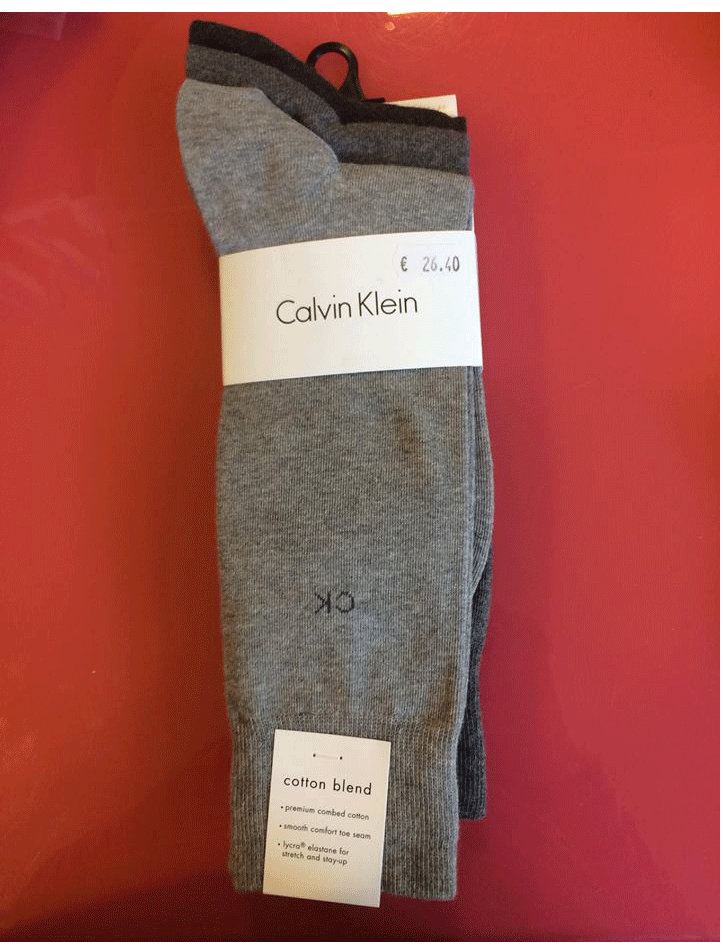 € 26.40
Calvin Klein
CK
cotton blend
• premium combed cotton
• smooth comfort toe seam
• lycra® elastane for
stretch and stay-up